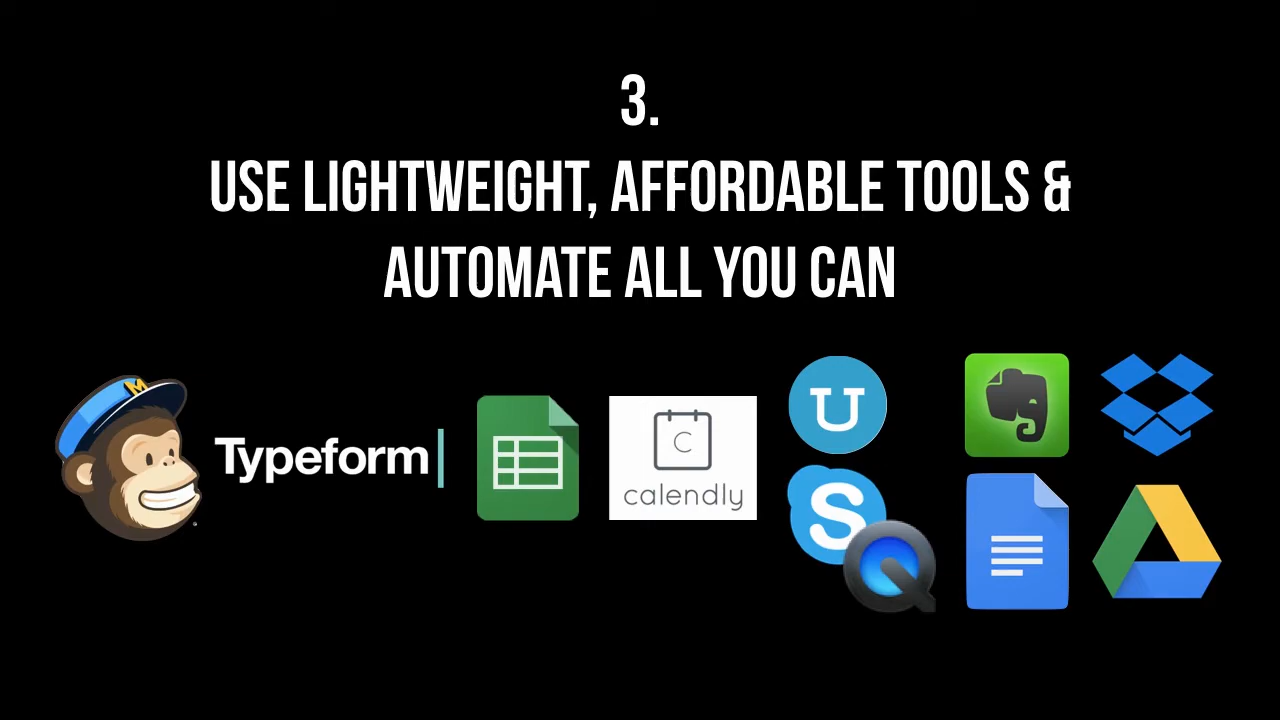 3.
USE LIGHTWEIGHT, AFFORDABLE TOOLS &
AUTOMATE ALL YOU CAN
M
Typeform
C
calendly
U
S